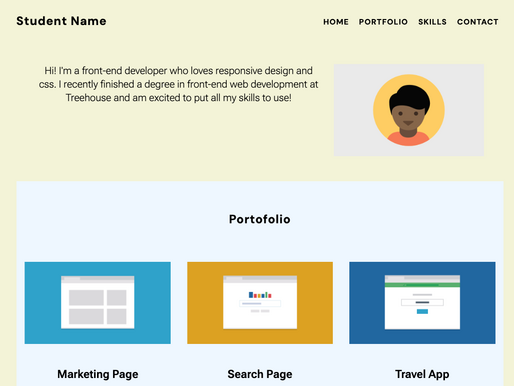 Student Name
HOME PORTFOLIO SKILLS CONTACT
Hi! I'm a front-end developer who loves responsive design and
css. I recently finished a degree in front-end web development at
Treehouse and am excited to put all my skills to use!
Portofolio
Marketing Page
Search Page
Travel App